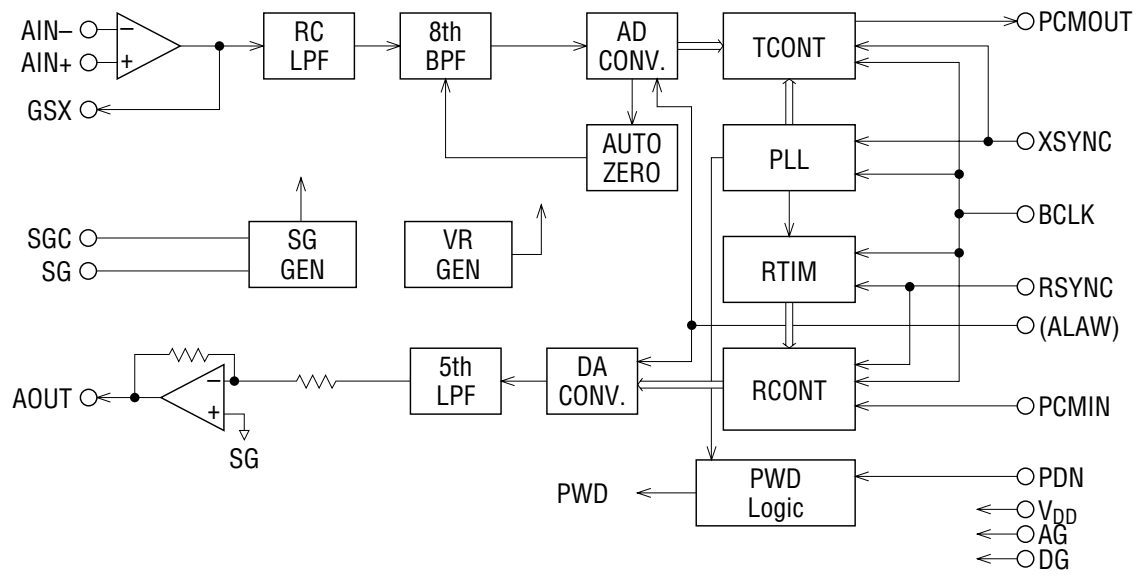 AIN–
AIN+
GSX
–
+
RC
LPF
8th
BPF
AD
CONV.
TCONT
PCMOUT
AUTO
ZERO
PLL
XSYNC
BCLK
SGC
SG
SG
GEN
VR
GEN
RTIM
RSYNC
(ALAW)
AOUT
–
+
SG
5th
LPF
DA
CONV.
RCONT
PCMIN
PWD
PWD
Logic
PDN
VDD
AG
DG